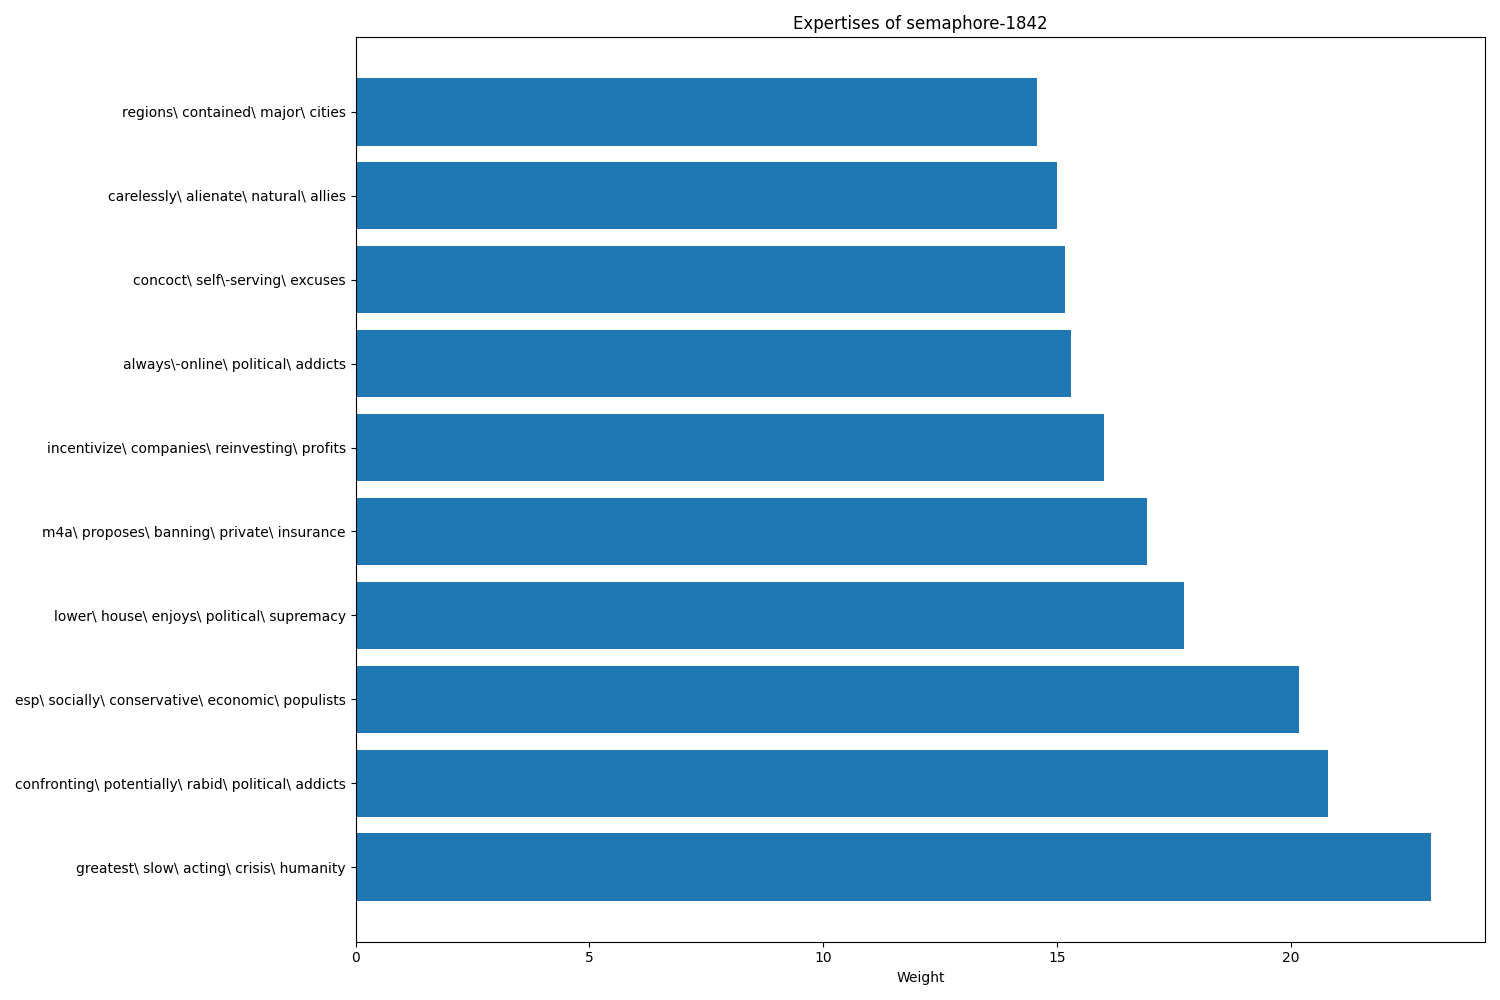 Expertises of semaphore-1842
regions\ contained\ major\ cities
carelessly\ alienate\ natural\ allies
concoct\ self\-serving\ excuses
always\-online\ political\ addicts
incentivize\ companies\ reinvesting\ profits
m4a\ proposes\ banning\ private\ insurance
lower\ house\ enjoys\ political\ supremacy
esp\ socially\ conservative\ economic\ populists
confronting\ potentially\ rabid\ political\ addicts
greatest\ slow\ acting\ crisis\ humanity
0 5 10 15 20
Weight